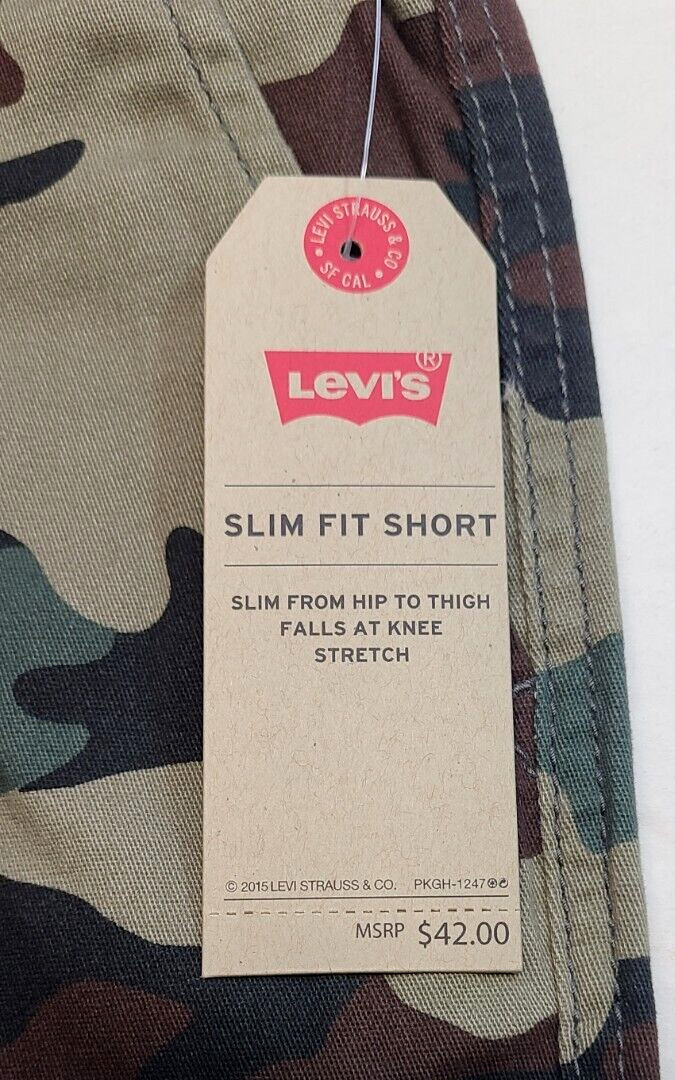 LEVI STRAUSS & CO
• SF CAL •
LEVI'S®
SLIM FIT SHORT
SLIM FROM HIP TO THIGH
FALLS AT KNEE
STRETCH
© 2015 LEVI STRAUSS & CO. PKGH-1247
MSRP $42.00